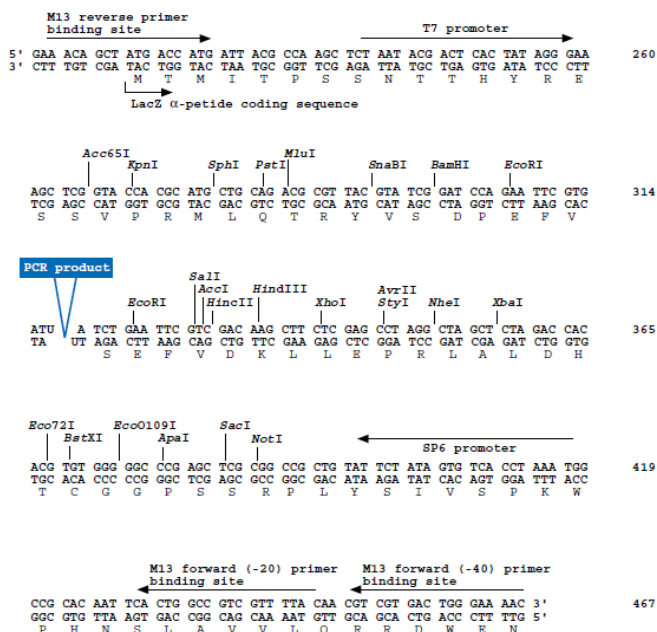 M13 reverse primer
binding site
T7 promoter
5' GAA ACA GCT ATG ACC ATG ATT ACG CCA AGC TCT AAT ACG ACT CAC TAT AGG GAA 260
3' CTT TGT CGA TAC TGG TAC TAA TGC GGT TCG AGA TTA TGC TGA GTG ATA TCC CTT
M T M I T P S S N T T H Y R E
LacZ α-petide coding sequence
Acc65I KpnI SphI PstI MluI SnaBI BamHI EcoRI
AGC TCG GTA CCA CGC ATG CTG CAG ACG CGT TAC GTA TCG GAT CCA GAA TTC GTG 314
TCG AGC CAT GGT GCG TAC GAC GTC TGC GCA ATG CAT AGC CTA GGT CTT AAG CAC
S S V P R M L Q T R Y V S D P E F V
PCR product
EcoRI SalI AccI HincII HindIII XhoI AvrII StyI NheI XbaI
ATU A TCT GAA TTC GTC GAC AAG CTT CTC GAG CCT AGG CTA GCT CTA GAC CAC 365
TA UT AGA CTT AAG CAG CTG TTC GAA GAG CTC GGA TCC GAT CGA GAT CTG GTG
S E F V D K L L E P R L A L D H
Eco72I BstXI EcoO109I ApaI SacI NotI
SP6 promoter
ACG TGT GGG GGC CCG AGC TCG CGG CCG CTG TAT TCT ATA GTG TCA CCT AAA TGG 419
TGC ACA CCC CCG GGC TCG AGC GCC GGC GAC ATA AGA TAT CAC AGT GGA TTT ACC
T C G G P S S R P L Y S I V S P K W
M13 forward (-20) primer
binding site
M13 forward (-40) primer
binding site
CCG CAC AAT TCA CTG GCC GTC GTT TTA CAA CGT CGT GAC TGG GAA AAC 3' 467
GGC GTG TTA AGT GAC CGG CAG CAA AAT GTT GCA GCA CTG ACC CTT TTG
P H N S L A V V L Q R R D W E N